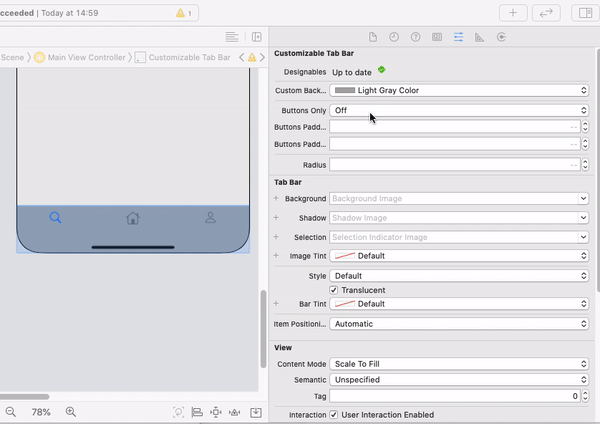 cceeded | Today at 14:59
1
Scene
Main View Controller
Customizable Tab Bar
Customizable Tab Bar
Designables Up to date
Custom Back... Light Gray Color
Buttons Only Off
Buttons Padd... --
Buttons Padd... --
Radius --
Tab Bar
+ Background Background Image
+ Shadow Shadow Image
+ Selection Selection Indicator Image
+ Image Tint Default
Style Default
Translucent
+ Bar Tint Default
Item Positioni... Automatic
View
Content Mode Scale To Fill
Semantic Unspecified
Tag 0
Interaction User Interaction Enabled
78%